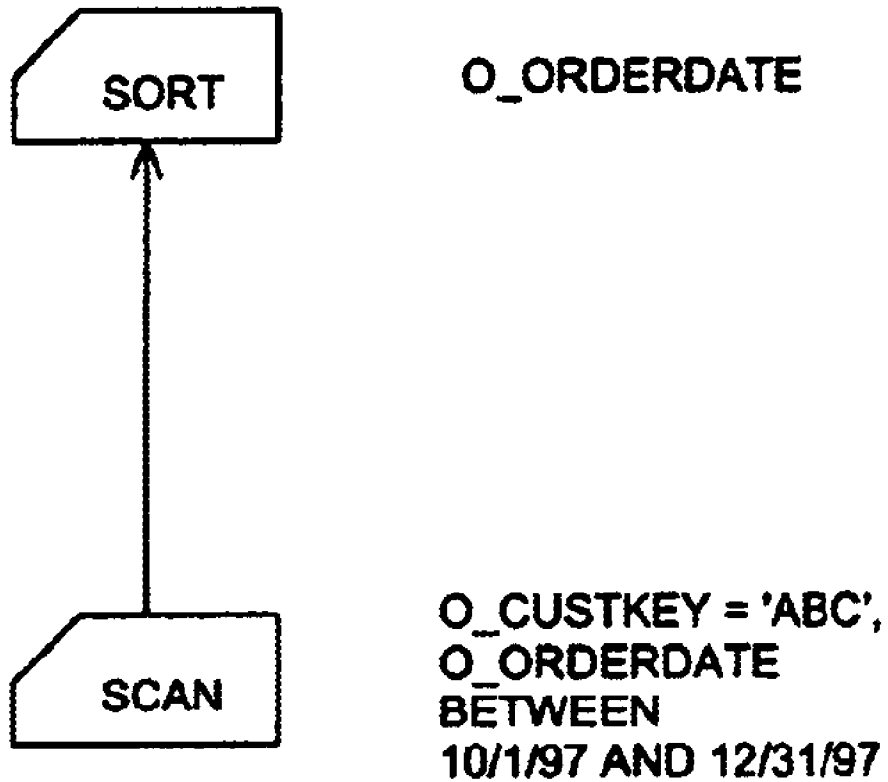 SORT
O_ORDERDATE
SCAN
O_CUSTKEY = 'ABC',
O_ORDERDATE
BETWEEN
10/1/97 AND 12/31/97